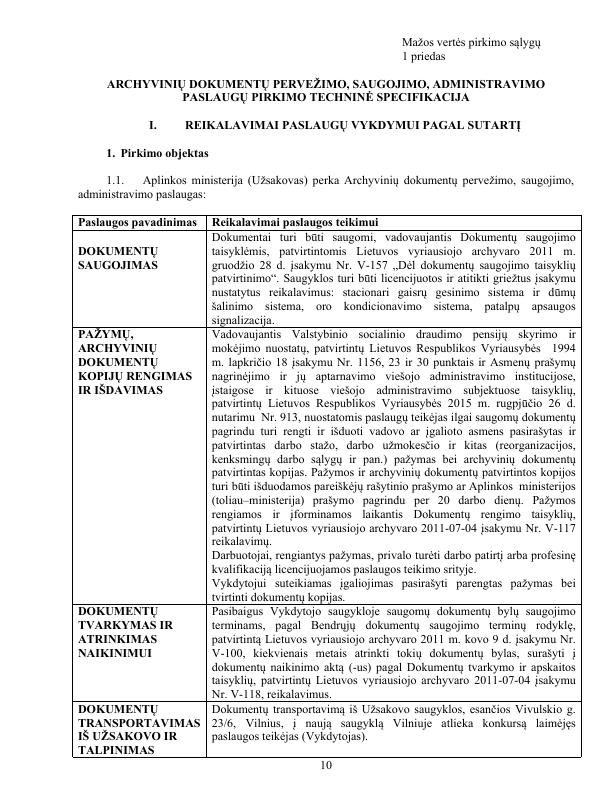 Mažos vertės pirkimo sąlygų
1 priedas
ARCHYVINIŲ DOKUMENTŲ PERVEŽIMO, SAUGOJIMO, ADMINISTRAVIMO
PASLAUGŲ PIRKIMO TECHNINĖ SPECIFIKACIJA
I. REIKALAVIMAI PASLAUGŲ VYKDYMUI PAGAL SUTARTĮ
1. Pirkimo objektas
1.1. Aplinkos ministerija (Užsakovas) perka Archyvinių dokumentų pervežimo, saugojimo,
administravimo paslaugas:
Paslaugos pavadinimas Reikalavimai paslaugos teikimui
DOKUMENTŲ
SAUGOJIMAS
Dokumentai turi būti saugomi, vadovaujantis Dokumentų saugojimo
taisyklėmis, patvirtintomis Lietuvos vyriausiojo archyvaro 2011 m.
gruodžio 28 d. įsakymu Nr. V-157 „Dėl dokumentų saugojimo taisyklių
patvirtinimo“. Saugyklos turi būti licencijuotos ir atitikti griežtus įsakymu
nustatytus reikalavimus: stacionari gaisrų gesinimo sistema ir dūmų
šalinimo sistema, oro kondicionavimo sistema, patalpų apsaugos
signalizacija.
PAŽYMŲ,
ARCHYVINIŲ
DOKUMENTŲ
KOPIJŲ RENGIMAS
IR IŠDAVIMAS
Vadovaujantis Valstybinio socialinio draudimo pensijų skyrimo ir
mokėjimo nuostatų, patvirtintų Lietuvos Respublikos Vyriausybės 1994
m. lapkričio 18 įsakymu Nr. 1156, 23 ir 30 punktais ir Asmenų prašymų
nagrinėjimo ir jų aptarnavimo viešojo administravimo institucijose,
įstaigose ir kituose viešojo administravimo subjektuose taisyklių,
patvirtintų Lietuvos Respublikos Vyriausybės 2015 m. rugpjūčio 26 d.
nutarimu Nr. 913, nuostatomis paslaugų teikėjas ilgai saugomų dokumentų
pagrindu turi rengti ir išduoti vadovo ar įgalioto asmens pasirašytas ir
patvirtintas darbo stažo, darbo užmokesčio ir kitas (reorganizacijos,
kenksmingų darbo sąlygų ir pan.) pažymas bei archyvinių dokumentų
patvirtintas kopijas. Pažymos ir archyvinių dokumentų patvirtintos kopijos
turi būti išduodamos pareiškėjų rašytinio prašymo ar Aplinkos ministerijos
(toliau–ministerija) prašymo pagrindu per 20 darbo dienų. Pažymos
rengiamos ir įforminamos laikantis Dokumentų rengimo taisyklių,
patvirtintų Lietuvos vyriausiojo archyvaro 2011-07-04 įsakymu Nr. V-117
reikalavimų.
Darbuotojai, rengiantys pažymas, privalo turėti darbo patirtį arba profesinę
kvalifikaciją licencijuojamos paslaugos teikimo srityje.
Vykdytojui suteikiamas įgaliojimas pasirašyti parengtas pažymas bei
tvirtinti dokumentų kopijas.
DOKUMENTŲ
TVARKYMAS IR
ATRINKIMAS
NAIKINIMUI
Pasibaigus Vykdytojo saugykloje saugomų dokumentų bylų saugojimo
terminams, pagal Bendrųjų dokumentų saugojimo terminų rodyklę,
patvirtintą Lietuvos vyriausiojo archyvaro 2011 m. kovo 9 d. įsakymu Nr.
V-100, kiekvienais metais atrinkti tokių dokumentų bylas, surašyti į
dokumentų naikinimo aktą (-us) pagal Dokumentų tvarkymo ir apskaitos
taisyklių, patvirtintų Lietuvos vyriausiojo archyvaro 2011-07-04 įsakymu
Nr. V-118, reikalavimus.
DOKUMENTŲ
TRANSPORTAVIMAS
IŠ UŽSAKOVO IR
TALPINIMAS
Dokumentų transportavimą iš Užsakovo saugyklos, esančios Vivulskio g.
23/6, Vilnius, į naują saugyklą Vilniuje atlieka konkursą laimėjęs
paslaugos teikėjas (Vykdytojas).
10